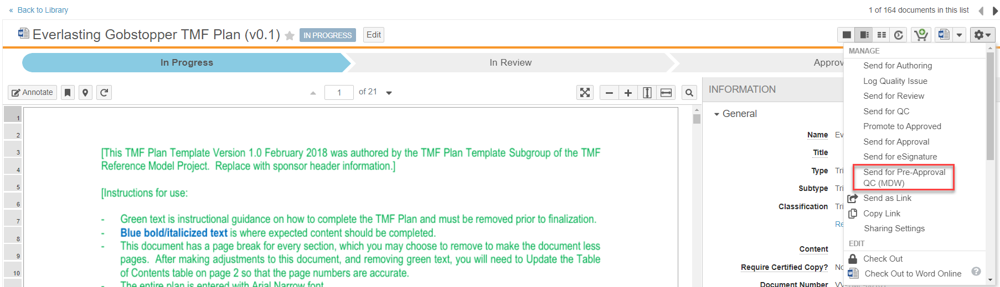 « Back to Library
1 of 164 documents in this list
Everlasting Gobstopper TMF Plan (v0.1) IN PROGRESS Edit
In Progress
In Review
Approv
Annotate
1 of 21
INFORMATION
General
Name Ev
Title
Type Tri
Subtype Tri
Classification Tri
Re
Content
Require Certified Copy? No
Document Number
1
2
3
4
5
6
7
8
9
10
[This TMF Plan Template Version 1.0 February 2018 was authored by the TMF Plan Template Subgroup of the TMF
Reference Model Project. Replace with sponsor header information.]
[Instructions for use:
- Green text is instructional guidance on how to complete the TMF Plan and must be removed prior to finalization.
- Blue bold/italicized text is where expected content should be completed.
- This document has a page break for every section, which you may choose to remove to make the document less
pages. After making adjustments to this document, and removing green text, you will need to Update the Table
of Contents table on page 2 so that the page numbers are accurate.
- The entire plan is entered with Arial Narrow font
MANAGE
Send for Authoring
Log Quality Issue
Send for Review
Send for QC
Promote to Approved
Send for Approval
Send for eSignature
Send for Pre-Approval
QC (MDW)
Send as Link
Copy Link
Sharing Settings
EDIT
Check Out
Check Out to Word Online ?